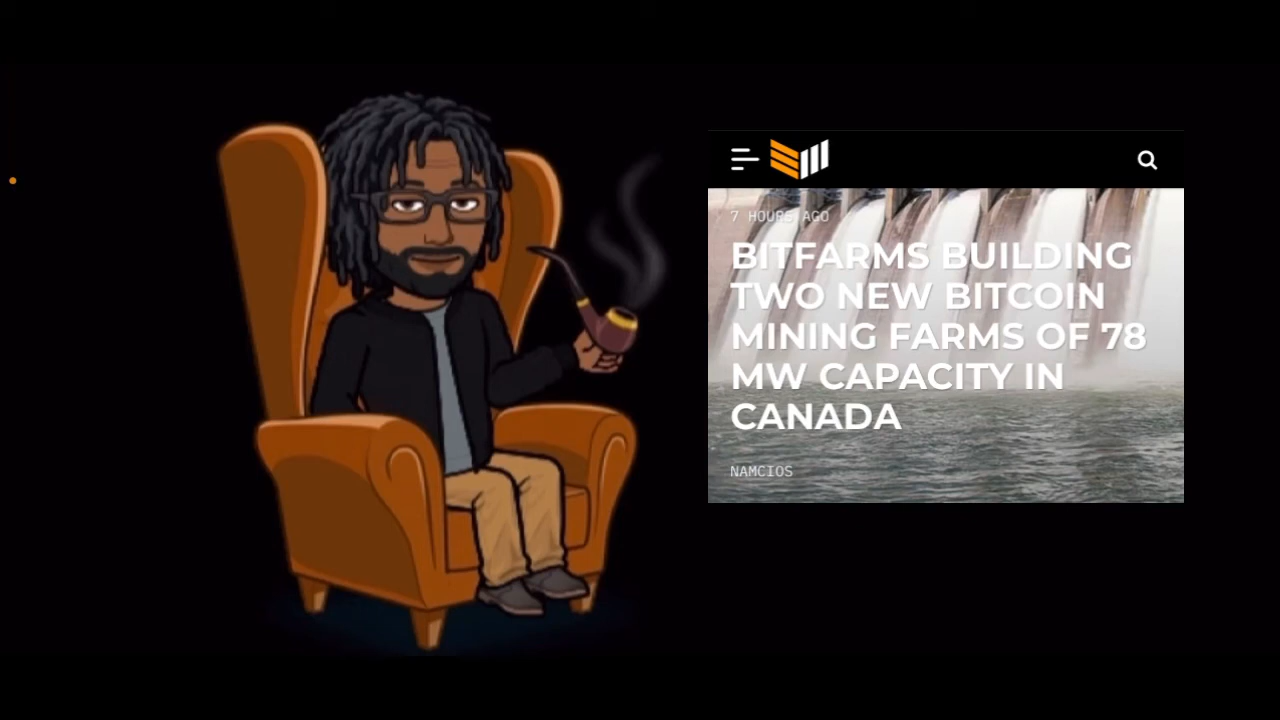 7 HOURS AGO
BITFARMS BUILDING
TWO NEW BITCOIN
MINING FARMS OF 78
MW CAPACITY IN
CANADA
NAMCIOS